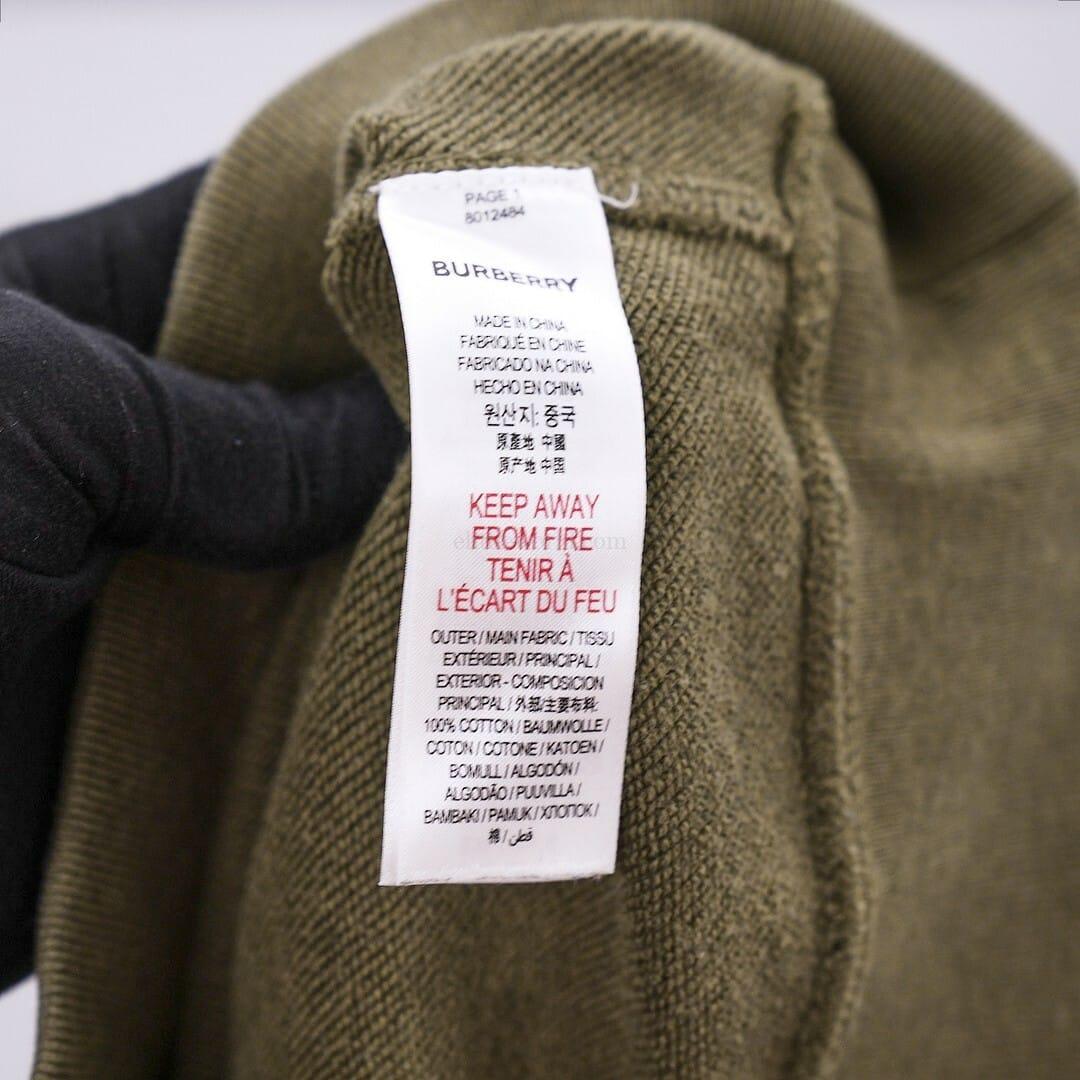 PAGE 1
8012484
BURBERRY
MADE IN CHINA
FABRIQUÉ EN CHINE
FABRICADO NA CHINA
HECHO EN CHINA
원산지: 중국
原產地 中國
原产地 中国
KEEP AWAY
FROM FIRE
TENIR À
L'ÉCART DU FEU
OUTER / MAIN FABRIC / TISSU
EXTÉRIEUR / PRINCIPAL /
EXTERIOR - COMPOSICION
PRINCIPAL / 外部/主要布料:
100% COTTON / BAUMWOLLE /
COTON / COTONE / KATOEN /
BOMULL / ALGODÓN /
ALGODÃO / PUUVILLA /
BAMBAKI / PAMUK / ХЛОПОК /
棉 / قطن